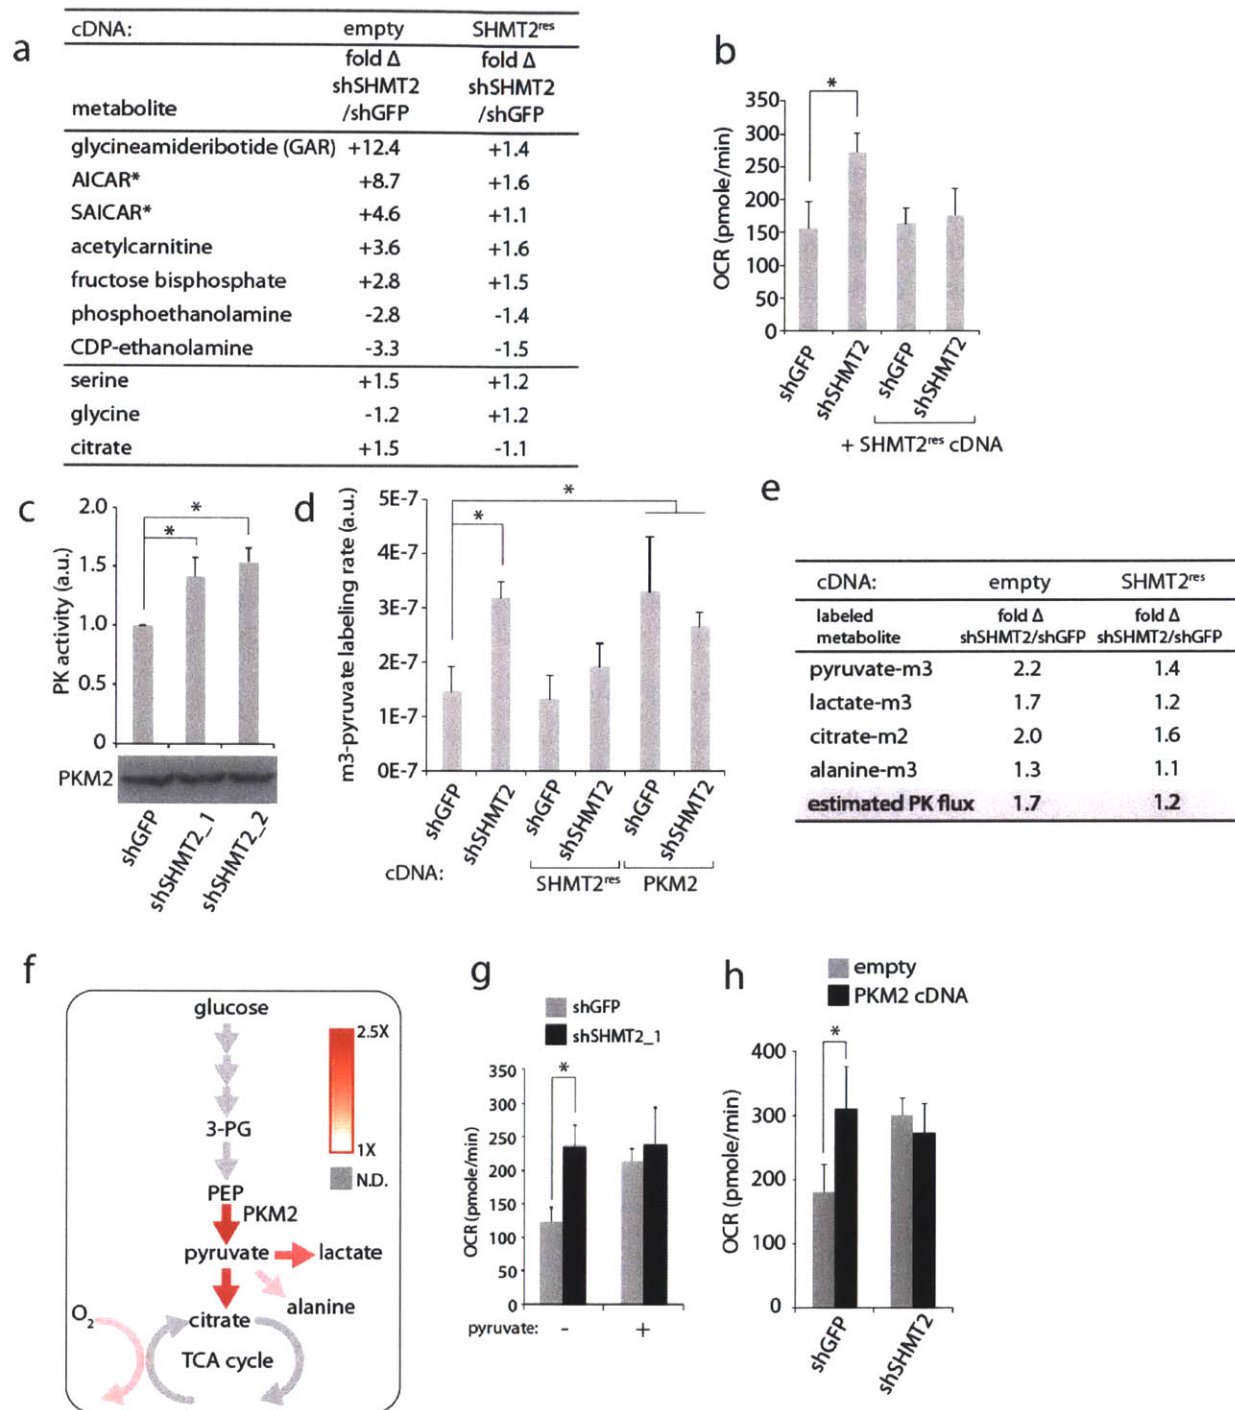 a
cDNA: empty SHMT2res
metabolite fold Δ shSHMT2 /shGFP fold Δ shSHMT2 /shGFP
glycineamideribotide (GAR) +12.4 +1.4
AICAR* +8.7 +1.6
SAICAR* +4.6 +1.1
acetylcarnitine +3.6 +1.6
fructose bisphosphate +2.8 +1.5
phosphoethanolamine -2.8 -1.4
CDP-ethanolamine -3.3 -1.5
serine +1.5 +1.2
glycine -1.2 +1.2
citrate +1.5 -1.1
b
OCR (pmole/min)
350
300
250
200
150
100
50
0
*
shGFP
shSHMT2
shGFP
shSHMT2
+ SHMT2res cDNA
c
PK activity (a.u.)
2.0
1.5
1.0
0.5
0
*
*
PKM2
shGFP
shSHMT2_1
shSHMT2_2
d
m3-pyruvate labeling rate (a.u.)
5E-7
4E-7
3E-7
2E-7
1E-7
0E-7
*
*
shGFP
shSHMT2
shGFP
shSHMT2
shGFP
shSHMT2
cDNA:
SHMT2res PKM2
e
cDNA: empty SHMT2res
labeled metabolite fold Δ shSHMT2/shGFP fold Δ shSHMT2/shGFP
pyruvate-m3 2.2 1.4
lactate-m3 1.7 1.2
citrate-m2 2.0 1.6
alanine-m3 1.3 1.1
estimated PK flux 1.7 1.2
f
glucose
3-PG
PEP
PKM2
pyruvate
lactate
alanine
citrate
O2
TCA cycle
2.5X
1X
N.D.
g
shGFP
shSHMT2_1
OCR (pmole/min)
350
300
250
200
150
100
50
0
*
pyruvate: - +
h
empty
PKM2 cDNA
OCR (pmole/min)
400
300
200
100
0
*
shGFP
shSHMT2